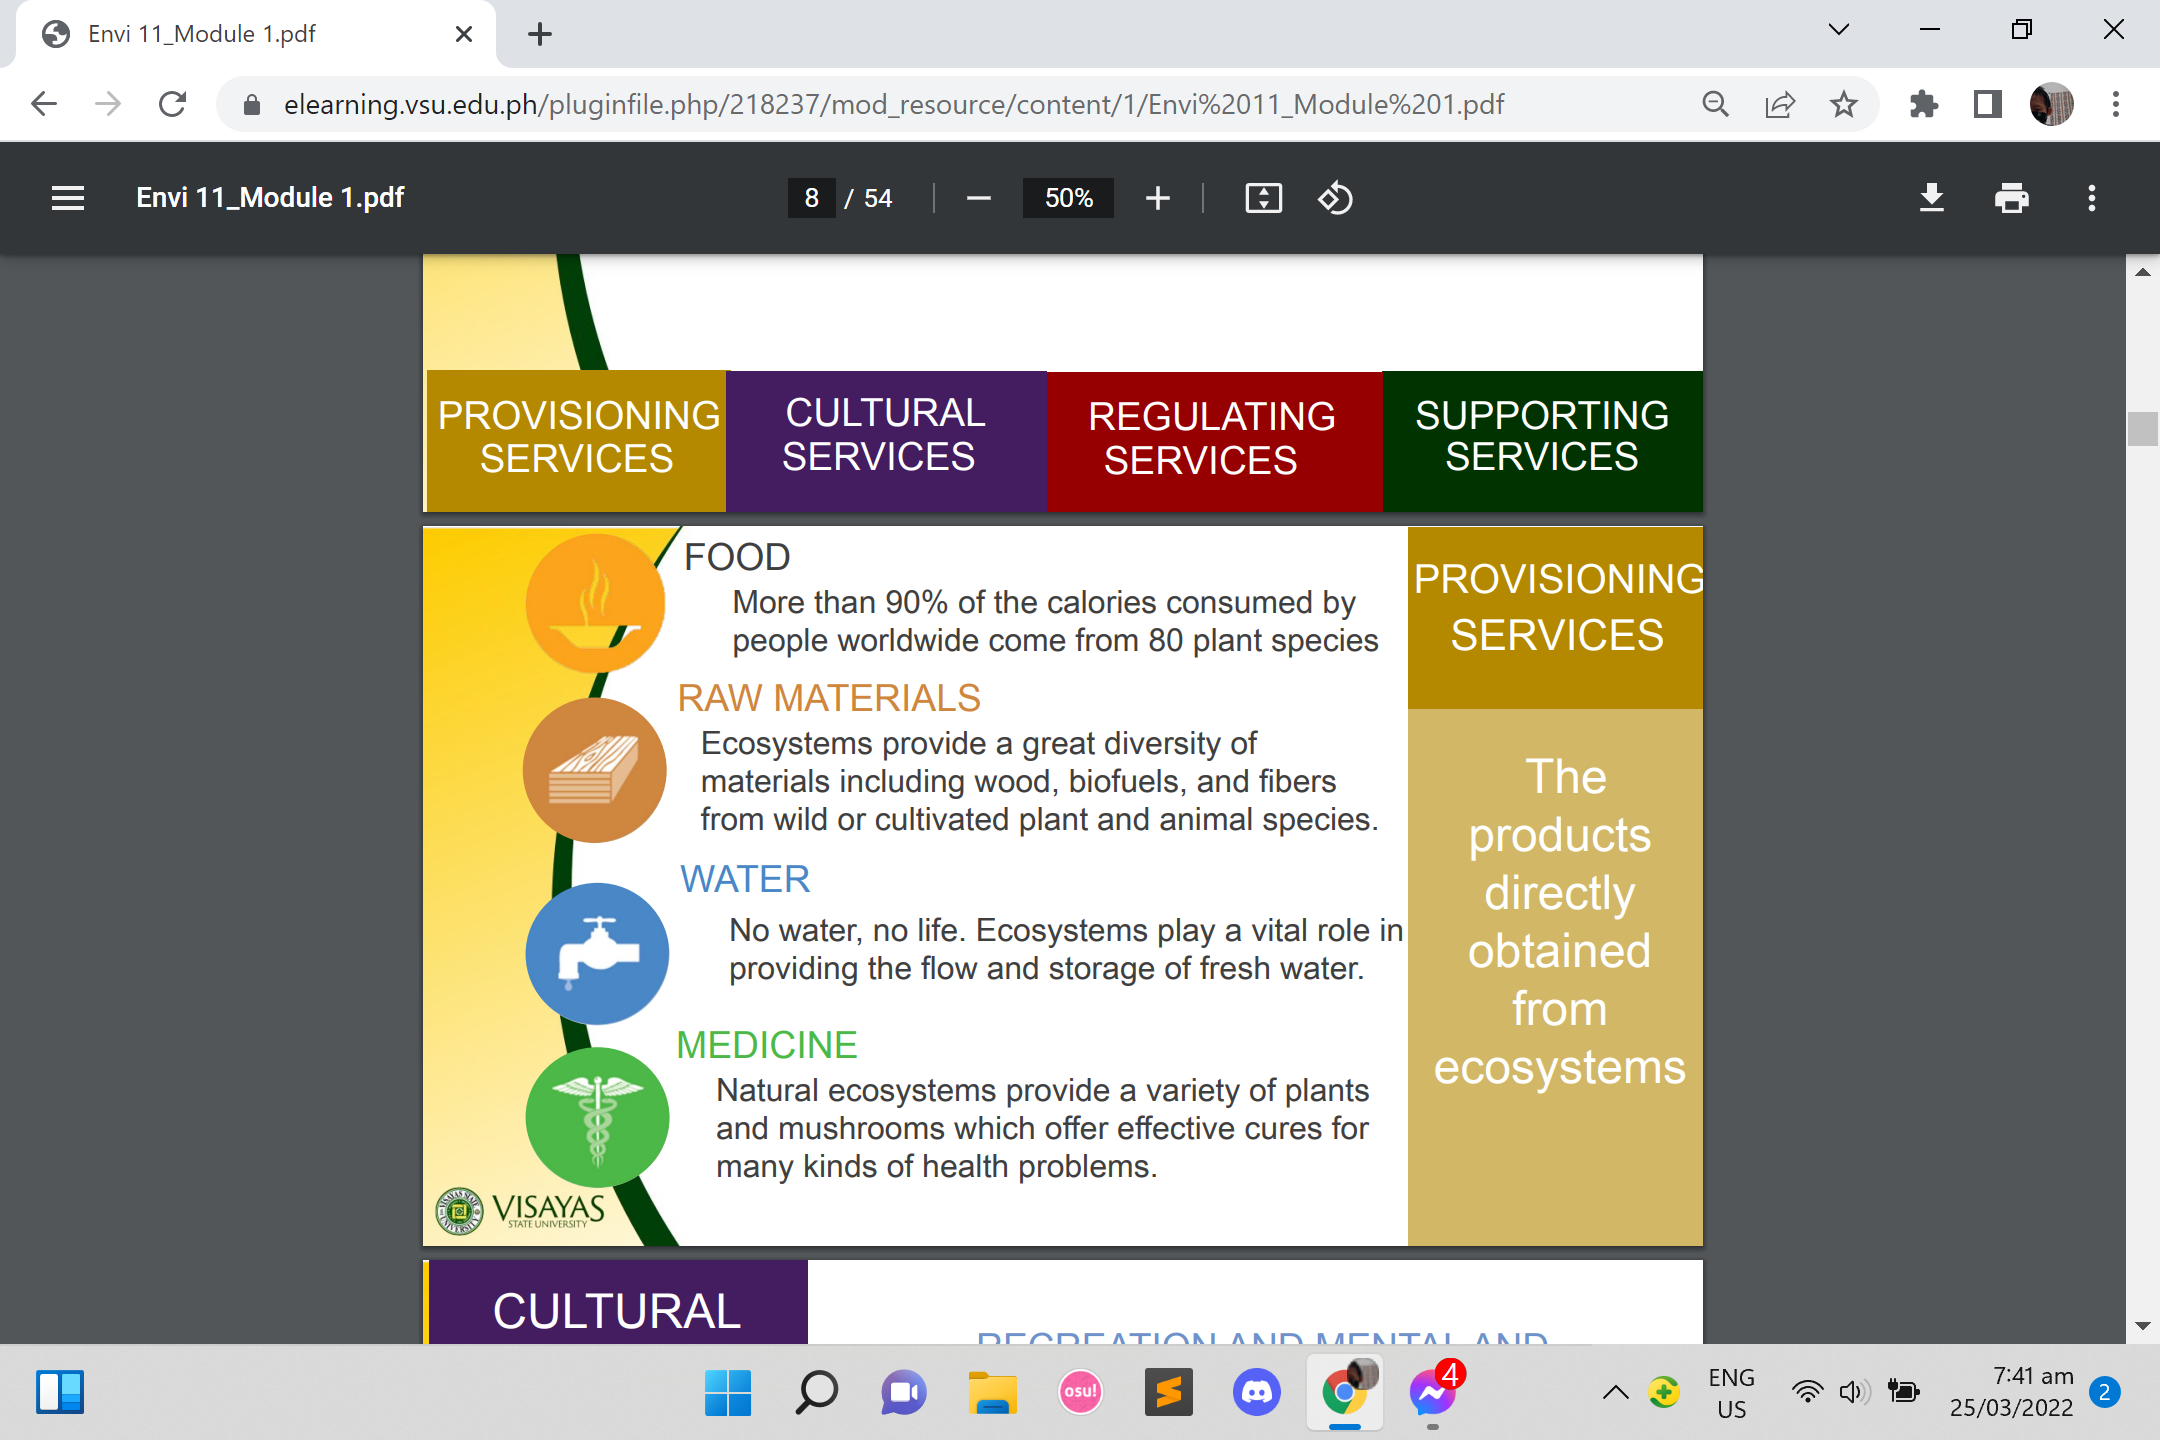 Envi 11_Module 1.pdf
elearning.vsu.edu.ph/pluginfile.php/218237/mod_resource/content/1/Envi%2011_Module%201.pdf
Envi 11_Module 1.pdf
8 / 54
50%
PROVISIONING
SERVICES
CULTURAL
SERVICES
REGULATING
SERVICES
SUPPORTING
SERVICES
FOOD
More than 90% of the calories consumed by
people worldwide come from 80 plant species
RAW MATERIALS
Ecosystems provide a great diversity of
materials including wood, biofuels, and fibers
from wild or cultivated plant and animal species.
WATER
No water, no life. Ecosystems play a vital role in
providing the flow and storage of fresh water.
MEDICINE
Natural ecosystems provide a variety of plants
and mushrooms which offer effective cures for
many kinds of health problems.
PROVISIONING
SERVICES
The
products
directly
obtained
from
ecosystems
VISAYAS
STATE UNIVERSITY
CULTURAL
RECREATION AND MENTAL AND
osu!
4
ENG
US
7:41 am
25/03/2022
2